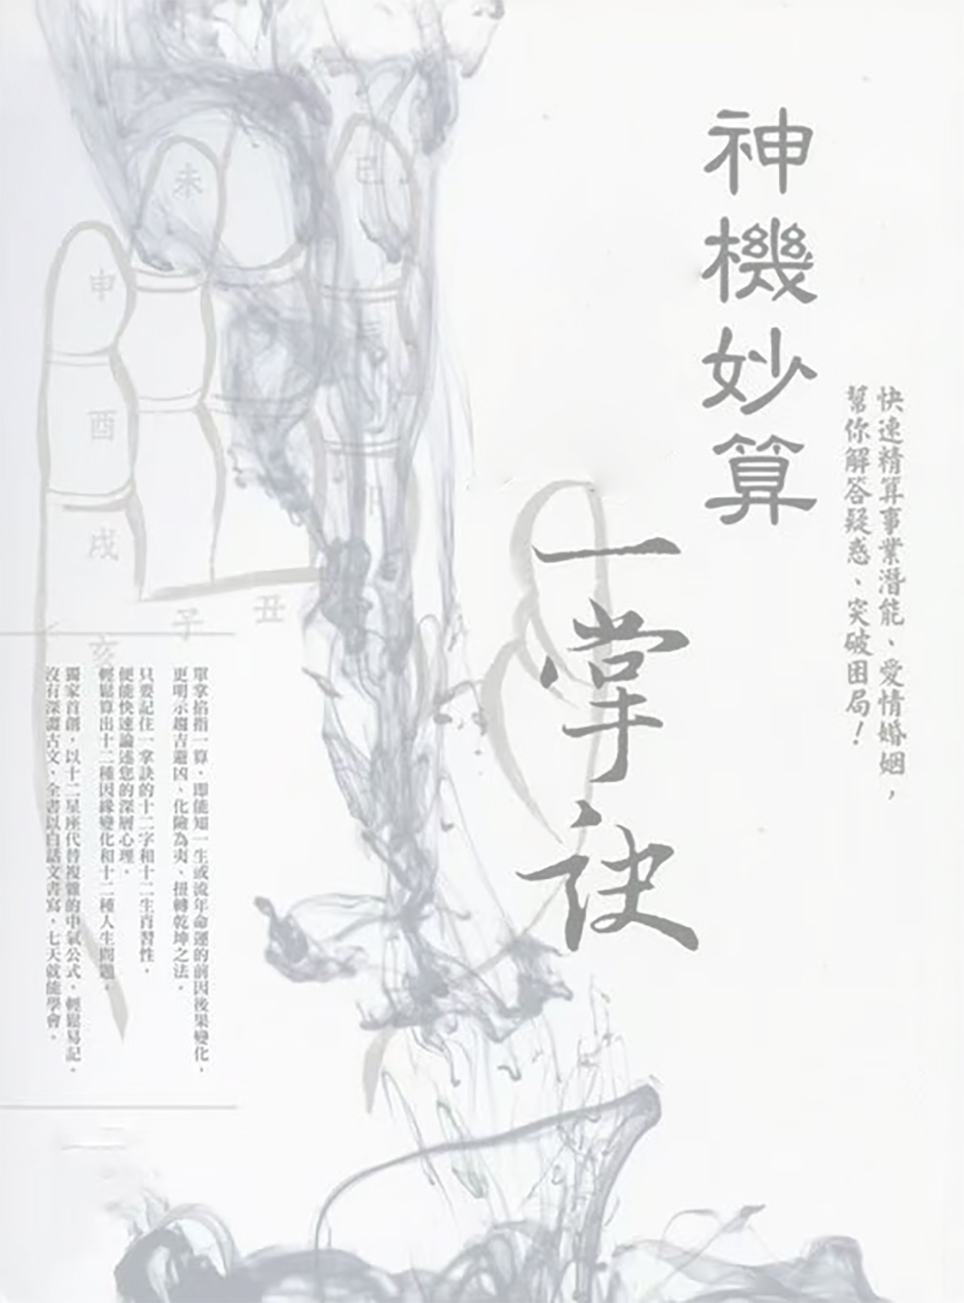 神機妙算
一掌訣
快速精算事業潛能、愛情婚姻，
幫你解答疑惑、突破困局！
單掌掐指一算，即能知一生或流年命運的前因後果變化，
更明示趨吉避凶、化險為夷、扭轉乾坤之法。
只要記住一掌訣的十二字和十二生肖習性，
便能快速論述您的深層心理，
輕鬆算出十二種因緣變化和十二種人生問題。
獨家首創，以十二星座代替複雜的中氣公式，輕鬆易記。
沒有深澀古文，全書以白話文書寫，七天就能學會。
巳
辰
未
申
酉
戌
亥
子
丑